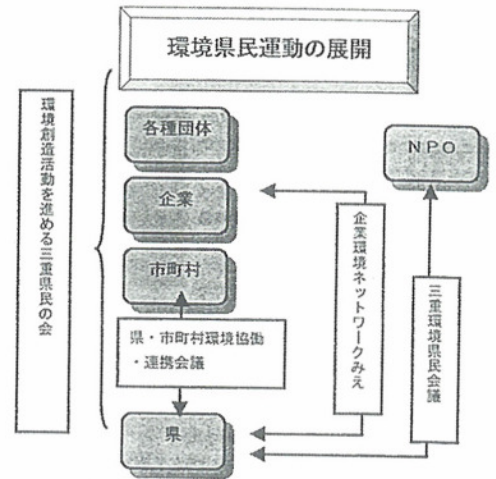 環境県民運動の展開
環境創造活動を進める三重県民の会
各種団体
企業
市町村
県・市町村環境協働
・連携会議
県
NPO
企業環境ネットワークみえ
三重環境県民会議